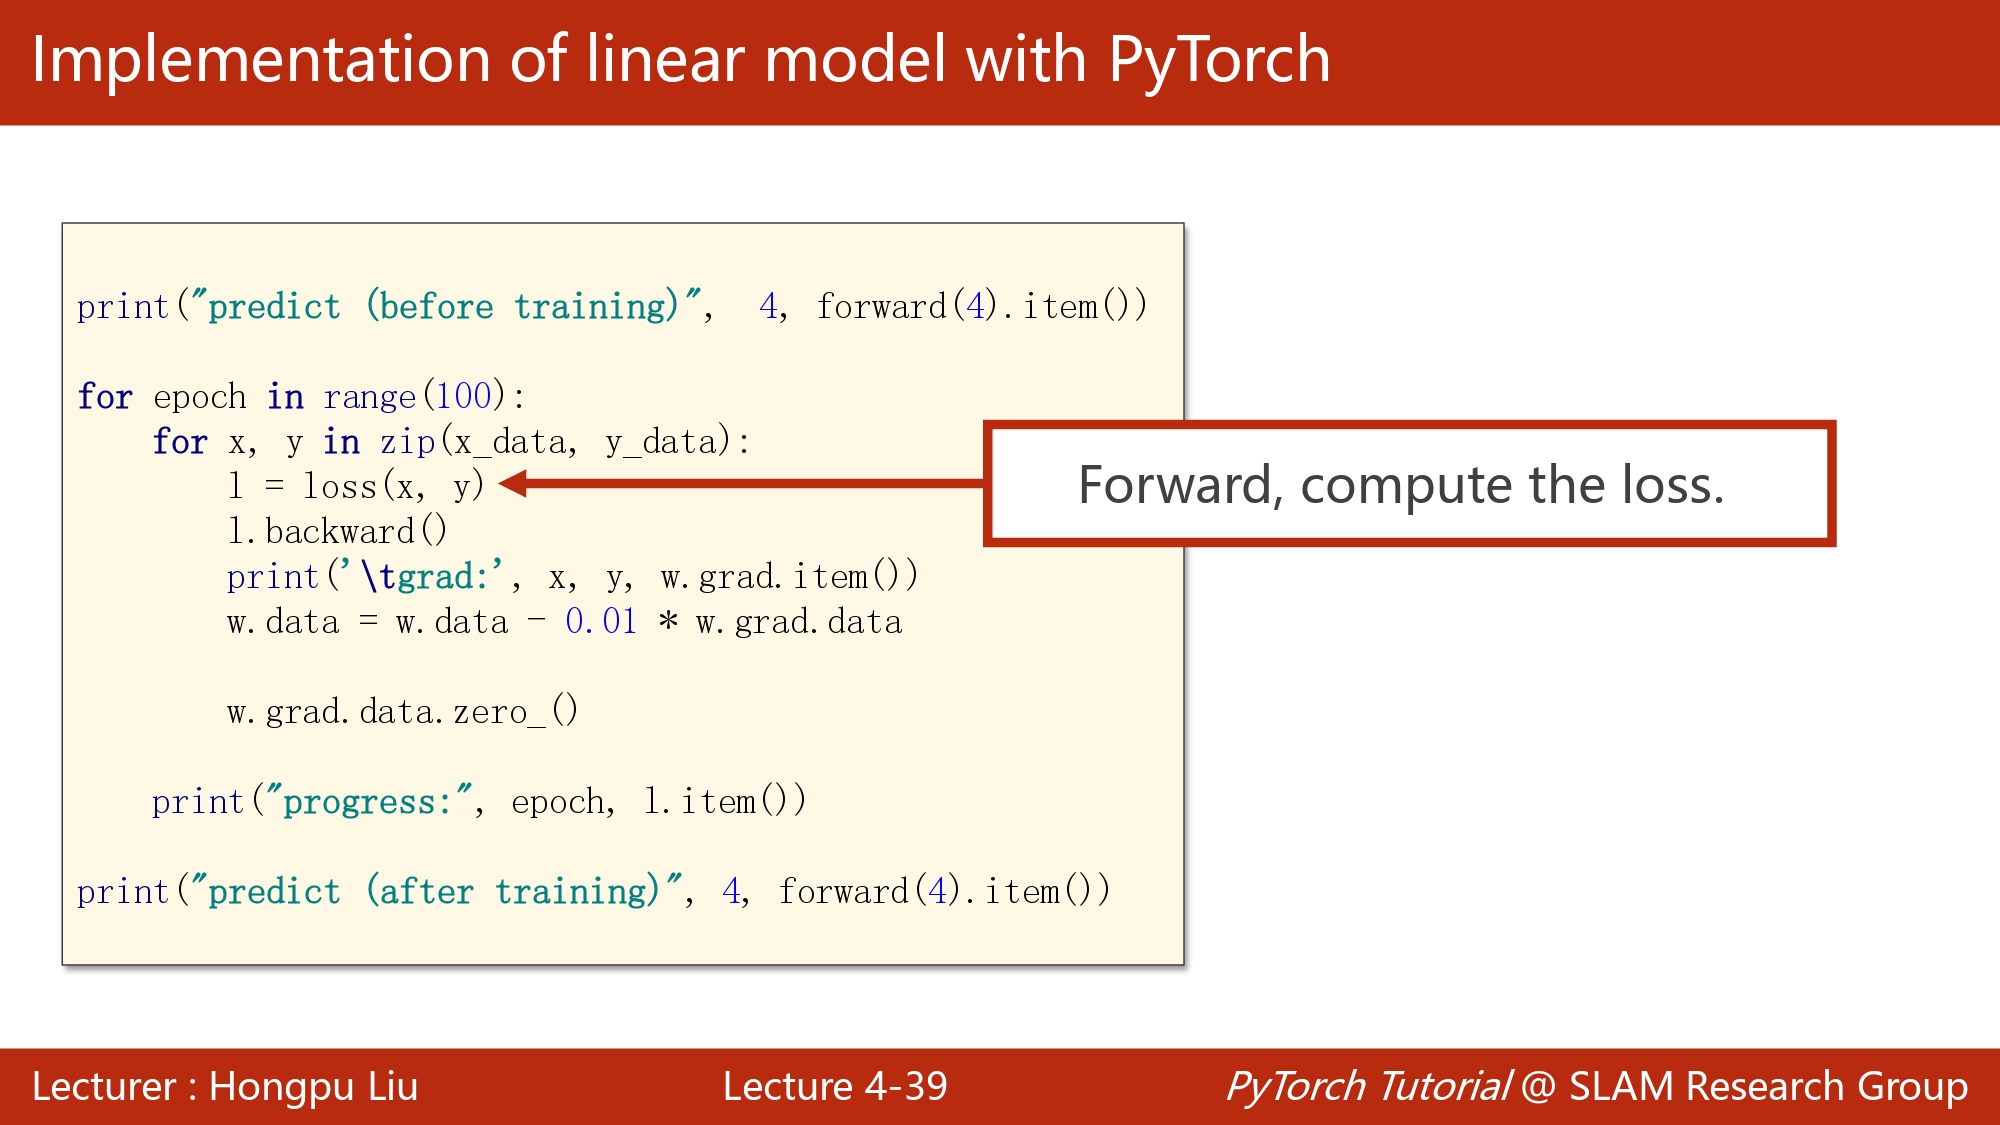 Implementation of linear model with PyTorch
print("predict (before training)",  4, forward(4).item())
for epoch in range(100):
    for x, y in zip(x_data, y_data):
        l = loss(x, y)
Forward, compute the loss.
        l.backward()
        print('\tgrad:', x, y, w.grad.item())
        w.data = w.data - 0.01 * w.grad.data
        w.grad.data.zero_()
    print("progress:", epoch, l.item())
print("predict (after training)", 4, forward(4).item())
Lecturer : Hongpu Liu
Lecture 4-39
PyTorch Tutorial @ SLAM Research Group